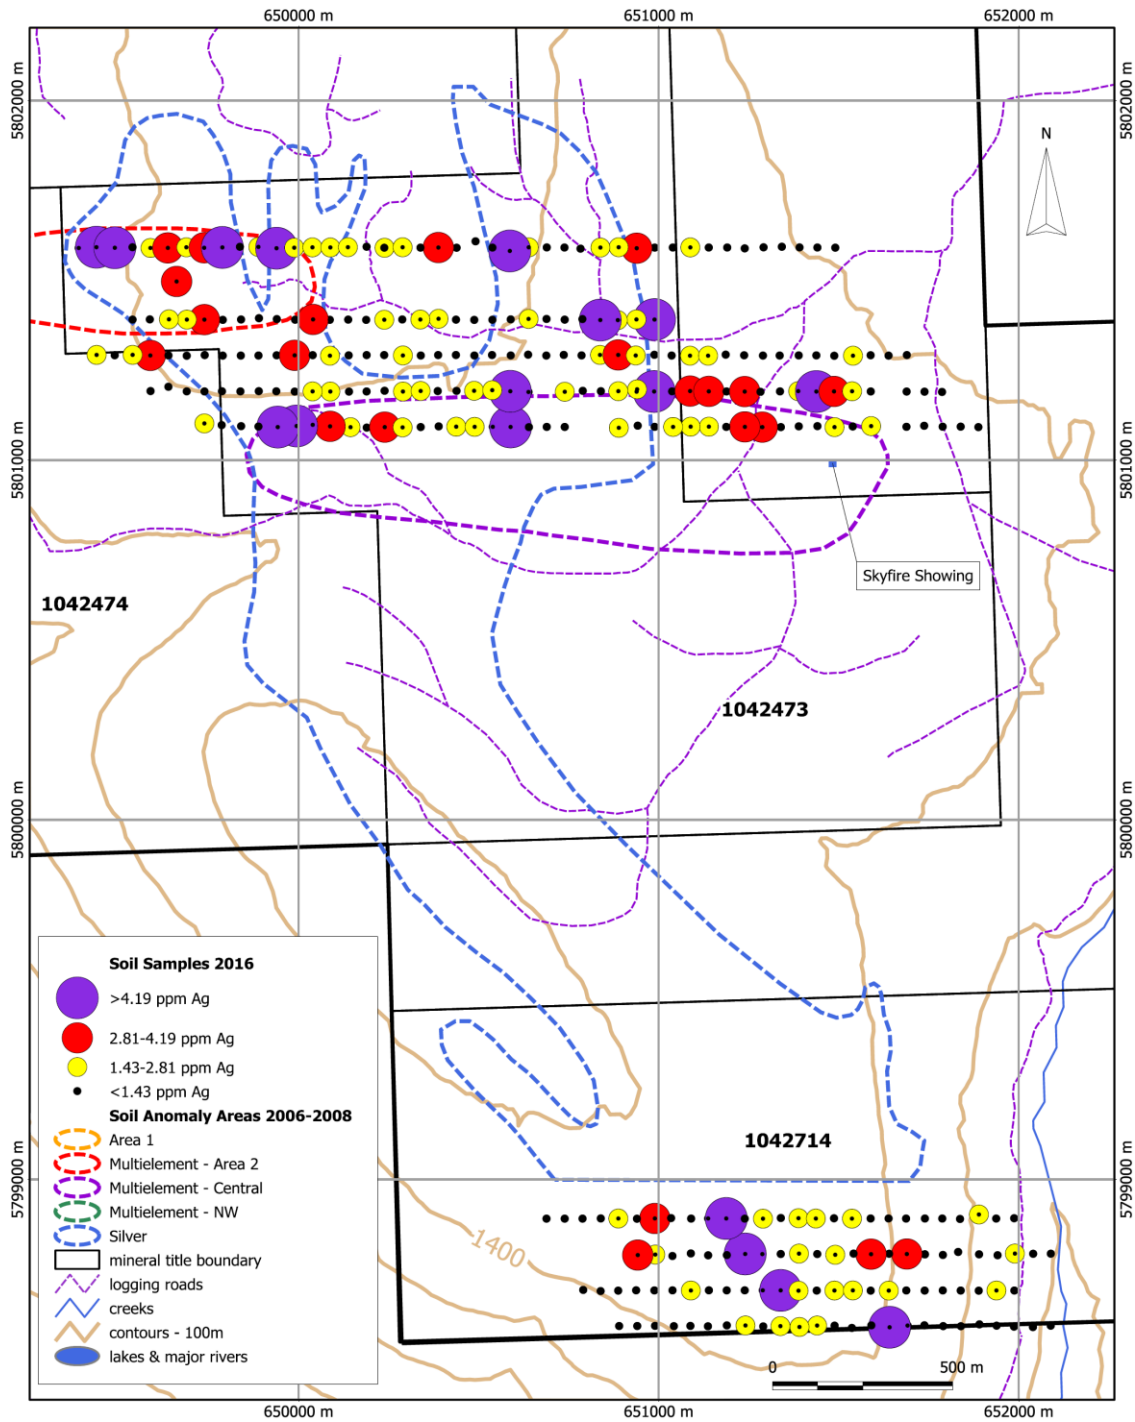 650000 m
651000 m
652000 m
5802000 m
5802000 m
N
5801000 m
5801000 m
Skyfire Showing
1042474
1042473
5800000 m
5800000 m
Soil Samples 2016
>4.19 ppm Ag
2.81-4.19 ppm Ag
1.43-2.81 ppm Ag
<1.43 ppm Ag
Soil Anomaly Areas 2006-2008
Area 1
Multielement - Area 2
Multielement - Central
Multielement - NW
Silver
mineral title boundary
logging roads
creeks
contours - 100m
lakes & major rivers
1042714
5799000 m
5799000 m
1400
0
500 m
650000 m
651000 m
652000 m